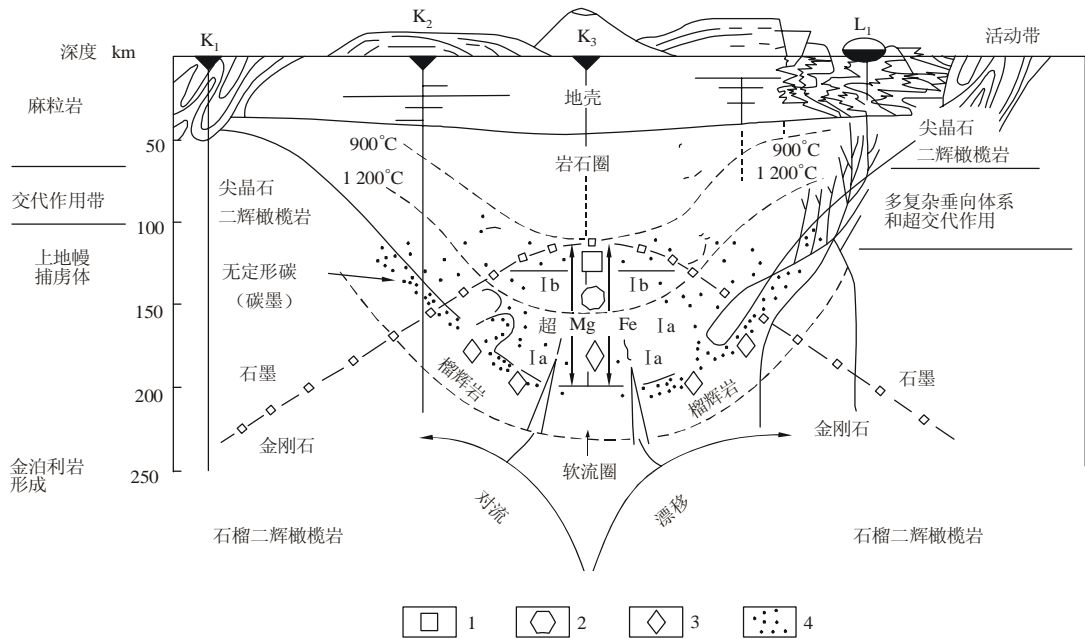 K1
K2
K3
L1
深度 km
活动带
麻粒岩
地壳
50
900°C
岩石圈
900°C
尖晶石
二辉橄榄岩
1 200°C
1 200°C
交代作用带
尖晶石
二辉橄榄岩
多复杂垂向体系
和超交代作用
100
上地幔
捕虏体
无定形碳
（碳墨）
Ⅰb
Ⅰb
150
超 Mg Fe Ⅰa
Ⅰa
Ⅰa
石墨
榴辉岩
榴辉岩
石墨
200
金刚石
金刚石
金泊利岩
形成
250
软流圈
对流
漂移
石榴二辉橄榄岩
石榴二辉橄榄岩
1
2
3
4